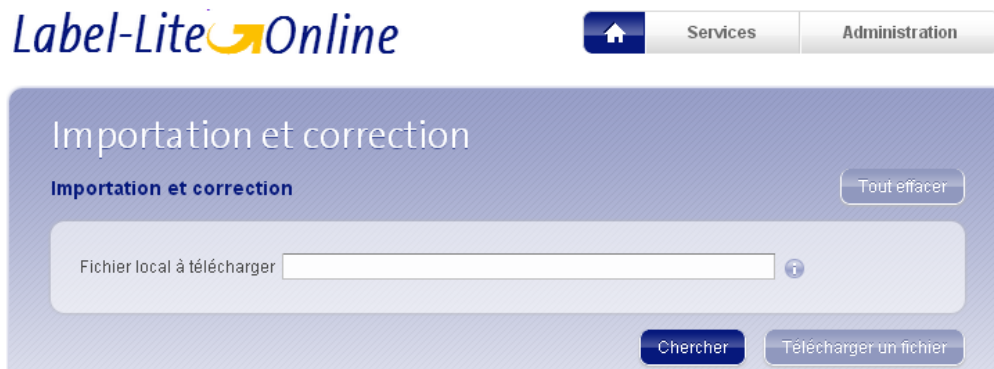 Label-Lite Online
Services
Administration
Importation et correction
Importation et correction
Tout effacer
Fichier local à télécharger
i
Chercher
Télécharger un fichier